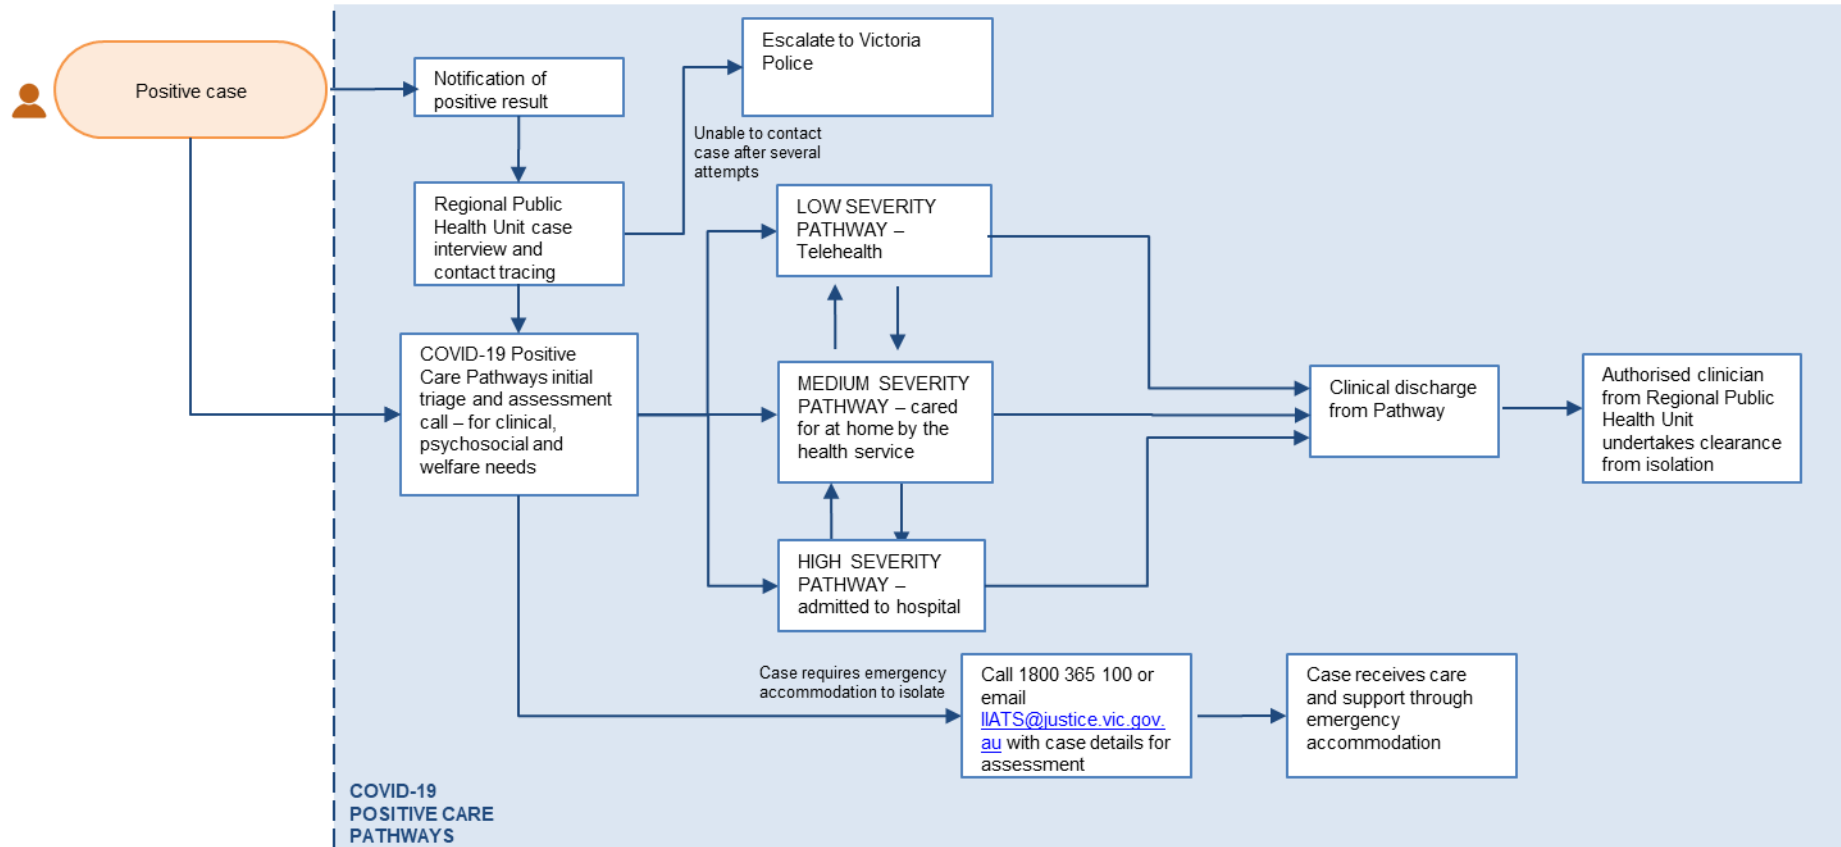 Positive case
Notification of
positive result
Escalate to Victoria
Police
Unable to contact
case after several
attempts
Regional Public
Health Unit case
interview and
contact tracing
LOW SEVERITY
PATHWAY –
Telehealth
COVID-19 Positive
Care Pathways initial
triage and assessment
call – for clinical,
psychosocial and
welfare needs
MEDIUM SEVERITY
PATHWAY – cared
for at home by the
health service
HIGH SEVERITY
PATHWAY –
admitted to hospital
Clinical discharge
from Pathway
Authorised clinician
from Regional Public
Health Unit
undertakes clearance
from isolation
Case requires emergency
accommodation to isolate
Call 1800 365 100 or
email
IIATS@justice.vic.gov.
au with case details for
assessment
Case receives care
and support through
emergency
accommodation
COVID-19
POSITIVE CARE
PATHWAYS